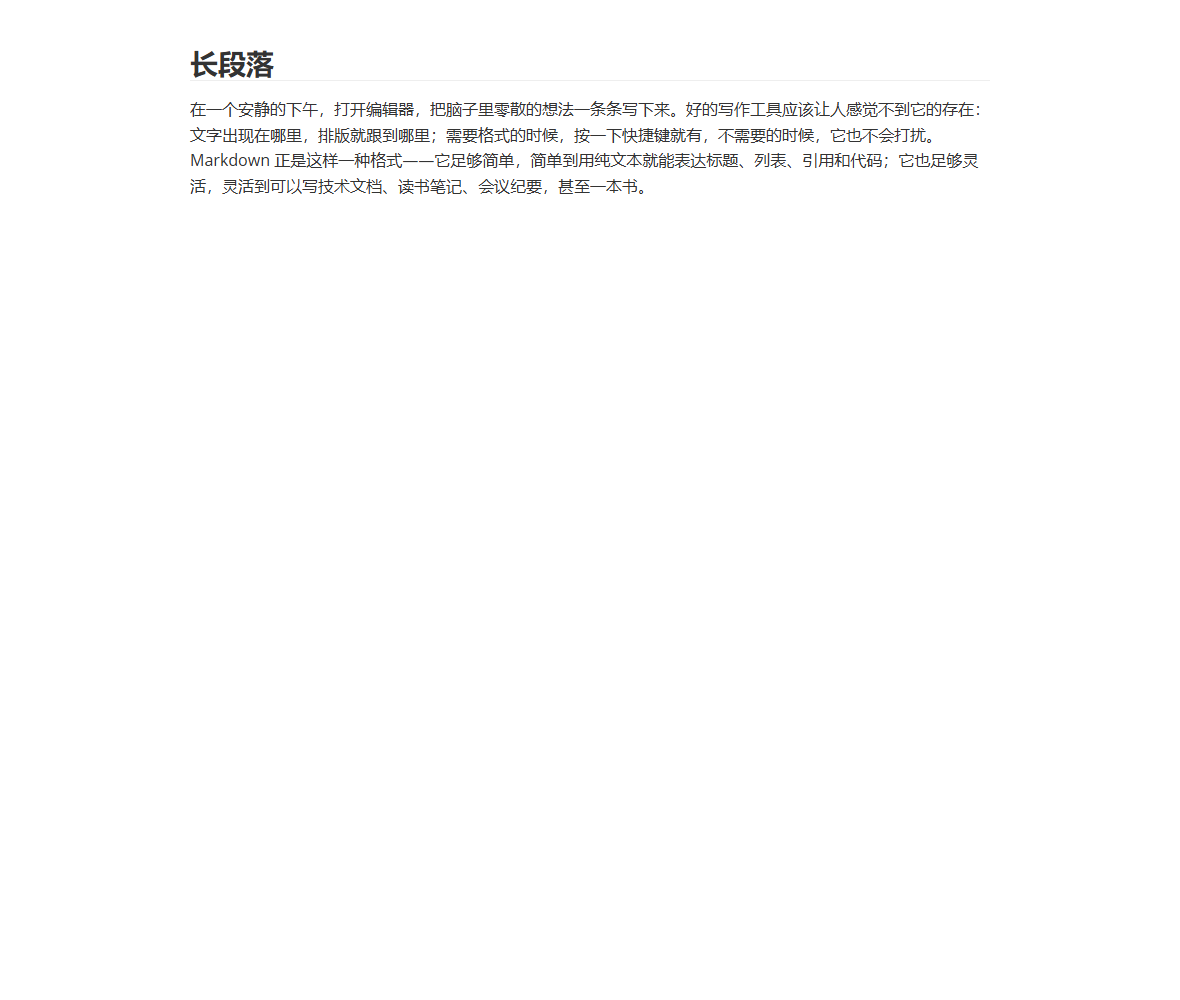 长段落
在一个安静的下午，打开编辑器，把脑子里零散的想法一条条写下来。好的写作工具应该让人感觉不到它的存在：
文字出现在哪里，排版就跟到哪里；需要格式的时候，按一下快捷键就有，不需要的时候，它也不会打扰。
Markdown 正是这样一种格式——它足够简单，简单到用纯文本就能表达标题、列表、引用和代码；它也足够灵
活，灵活到可以写技术文档、读书笔记、会议纪要，甚至一本书。